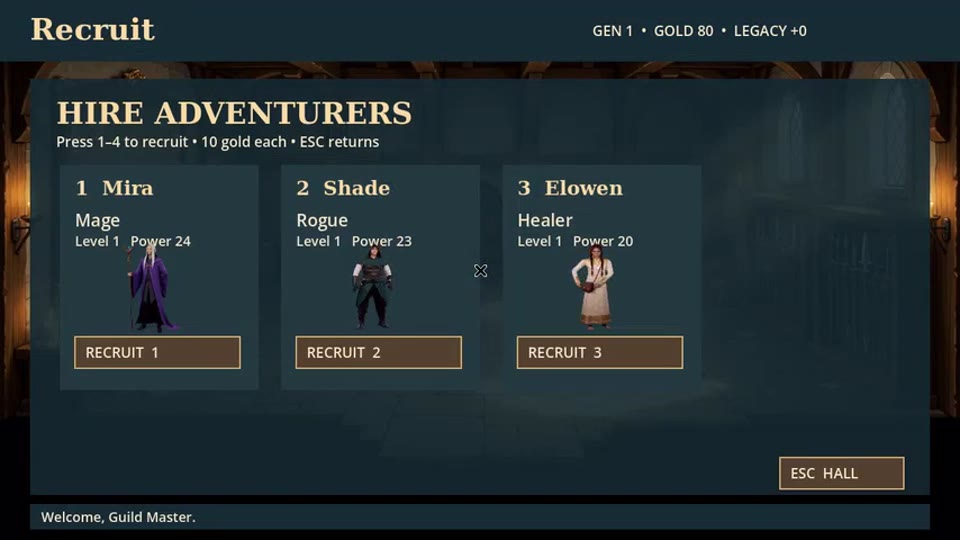 Recruit
GEN 1 • GOLD 80 • LEGACY +0
HIRE ADVENTURERS
Press 1–4 to recruit • 10 gold each • ESC returns
1 Mira
Mage
Level 1 Power 24
RECRUIT 1
2 Shade
Rogue
Level 1 Power 23
RECRUIT 2
3 Elowen
Healer
Level 1 Power 20
RECRUIT 3
ESC HALL
Welcome, Guild Master.